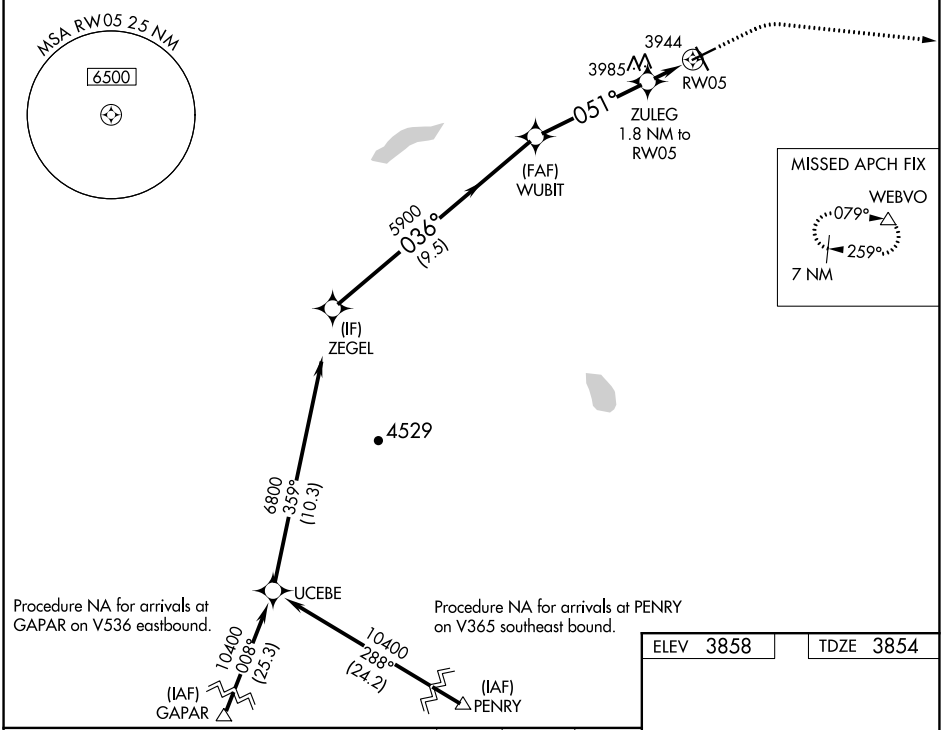 MSA RW05 25 NM
6500
3944
3985
RW05
051°
ZULEG
1.8 NM to
RW05
(FAF)
WUBIT
MISSED APCH FIX
WEBVO
079°
259°
7 NM
5900
036°
(9.5)
(IF)
ZEGEL
4529
6800
359°
(10.3)
UCEBE
Procedure NA for arrivals at
GAPAR on V536 eastbound.
Procedure NA for arrivals at PENRY
on V365 southeast bound.
10400
008°
(25.3)
10400
288°
(24.2)
(IAF)
GAPAR
(IAF)
PENRY
ELEV 3858
TDZE 3854